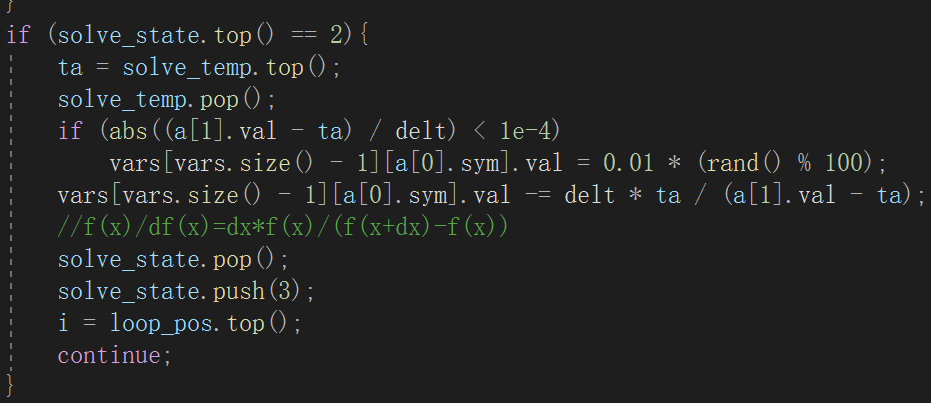 }
if (solve_state.top() == 2){
ta = solve_temp.top();
solve_temp.pop();
if (abs((a[1].val - ta) / delt) < 1e-4)
vars[vars.size() - 1][a[0].sym].val = 0.01 * (rand() % 100);
vars[vars.size() - 1][a[0].sym].val -= delt * ta / (a[1].val - ta);
//f(x)/df(x)=dx*f(x)/(f(x+dx)-f(x))
solve_state.pop();
solve_state.push(3);
i = loop_pos.top();
continue;
}